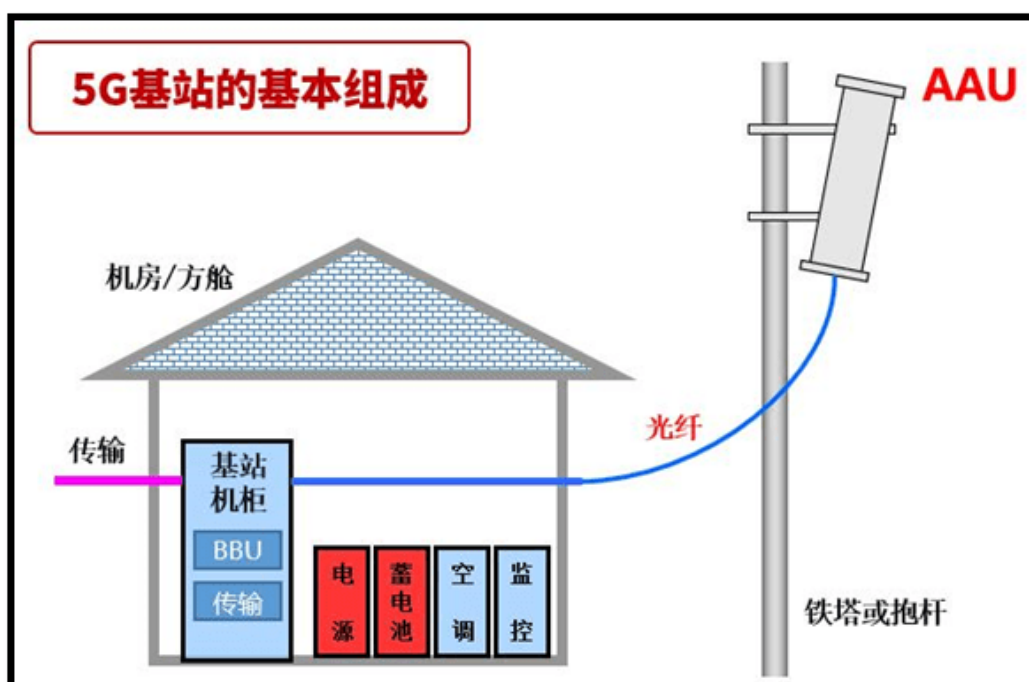 5G基站的基本组成
AAU
机房/方舱
传输
光纤
基站
机柜
BBU
传输
电源
蓄电池
空调
监控
铁塔或抱杆